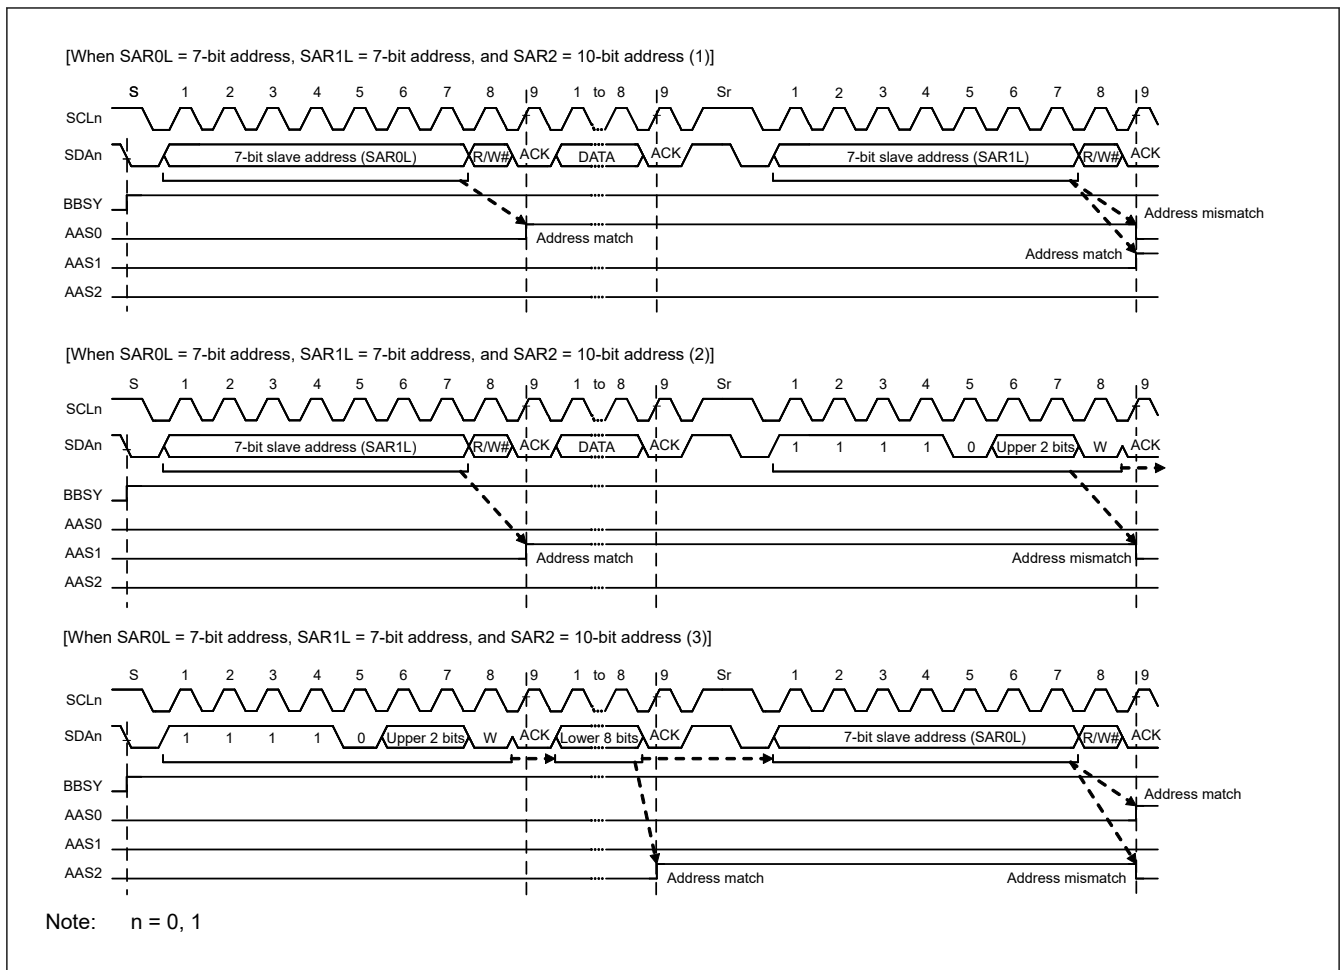 [When SAR0L = 7-bit address, SAR1L = 7-bit address, and SAR2 = 10-bit address (1)]
S 1 2 3 4 5 6 7 8 9 1 to 8 9 Sr 1 2 3 4 5 6 7 8 9
SCLn
SDAn 7-bit slave address (SAR0L) R/W# ACK DATA ACK 7-bit slave address (SAR1L) R/W# ACK
BBSY
Address mismatch
AAS0
Address match
AAS1 Address match
AAS2
[When SAR0L = 7-bit address, SAR1L = 7-bit address, and SAR2 = 10-bit address (2)]
S 1 2 3 4 5 6 7 8 9 1 to 8 9 Sr 1 2 3 4 5 6 7 8 9
SCLn
SDAn 7-bit slave address (SAR1L) R/W# ACK DATA ACK 1 1 1 1 0 Upper 2 bits W ACK
BBSY
AAS0
AAS1 Address match Address mismatch
AAS2
[When SAR0L = 7-bit address, SAR1L = 7-bit address, and SAR2 = 10-bit address (3)]
S 1 2 3 4 5 6 7 8 9 1 to 8 9 Sr 1 2 3 4 5 6 7 8 9
SCLn
SDAn 1 1 1 1 0 Upper 2 bits W ACK Lower 8 bits ACK 7-bit slave address (SAR0L) R/W# ACK
BBSY
Address match
AAS0
AAS1
AAS2 Address match Address mismatch
Note: n = 0, 1